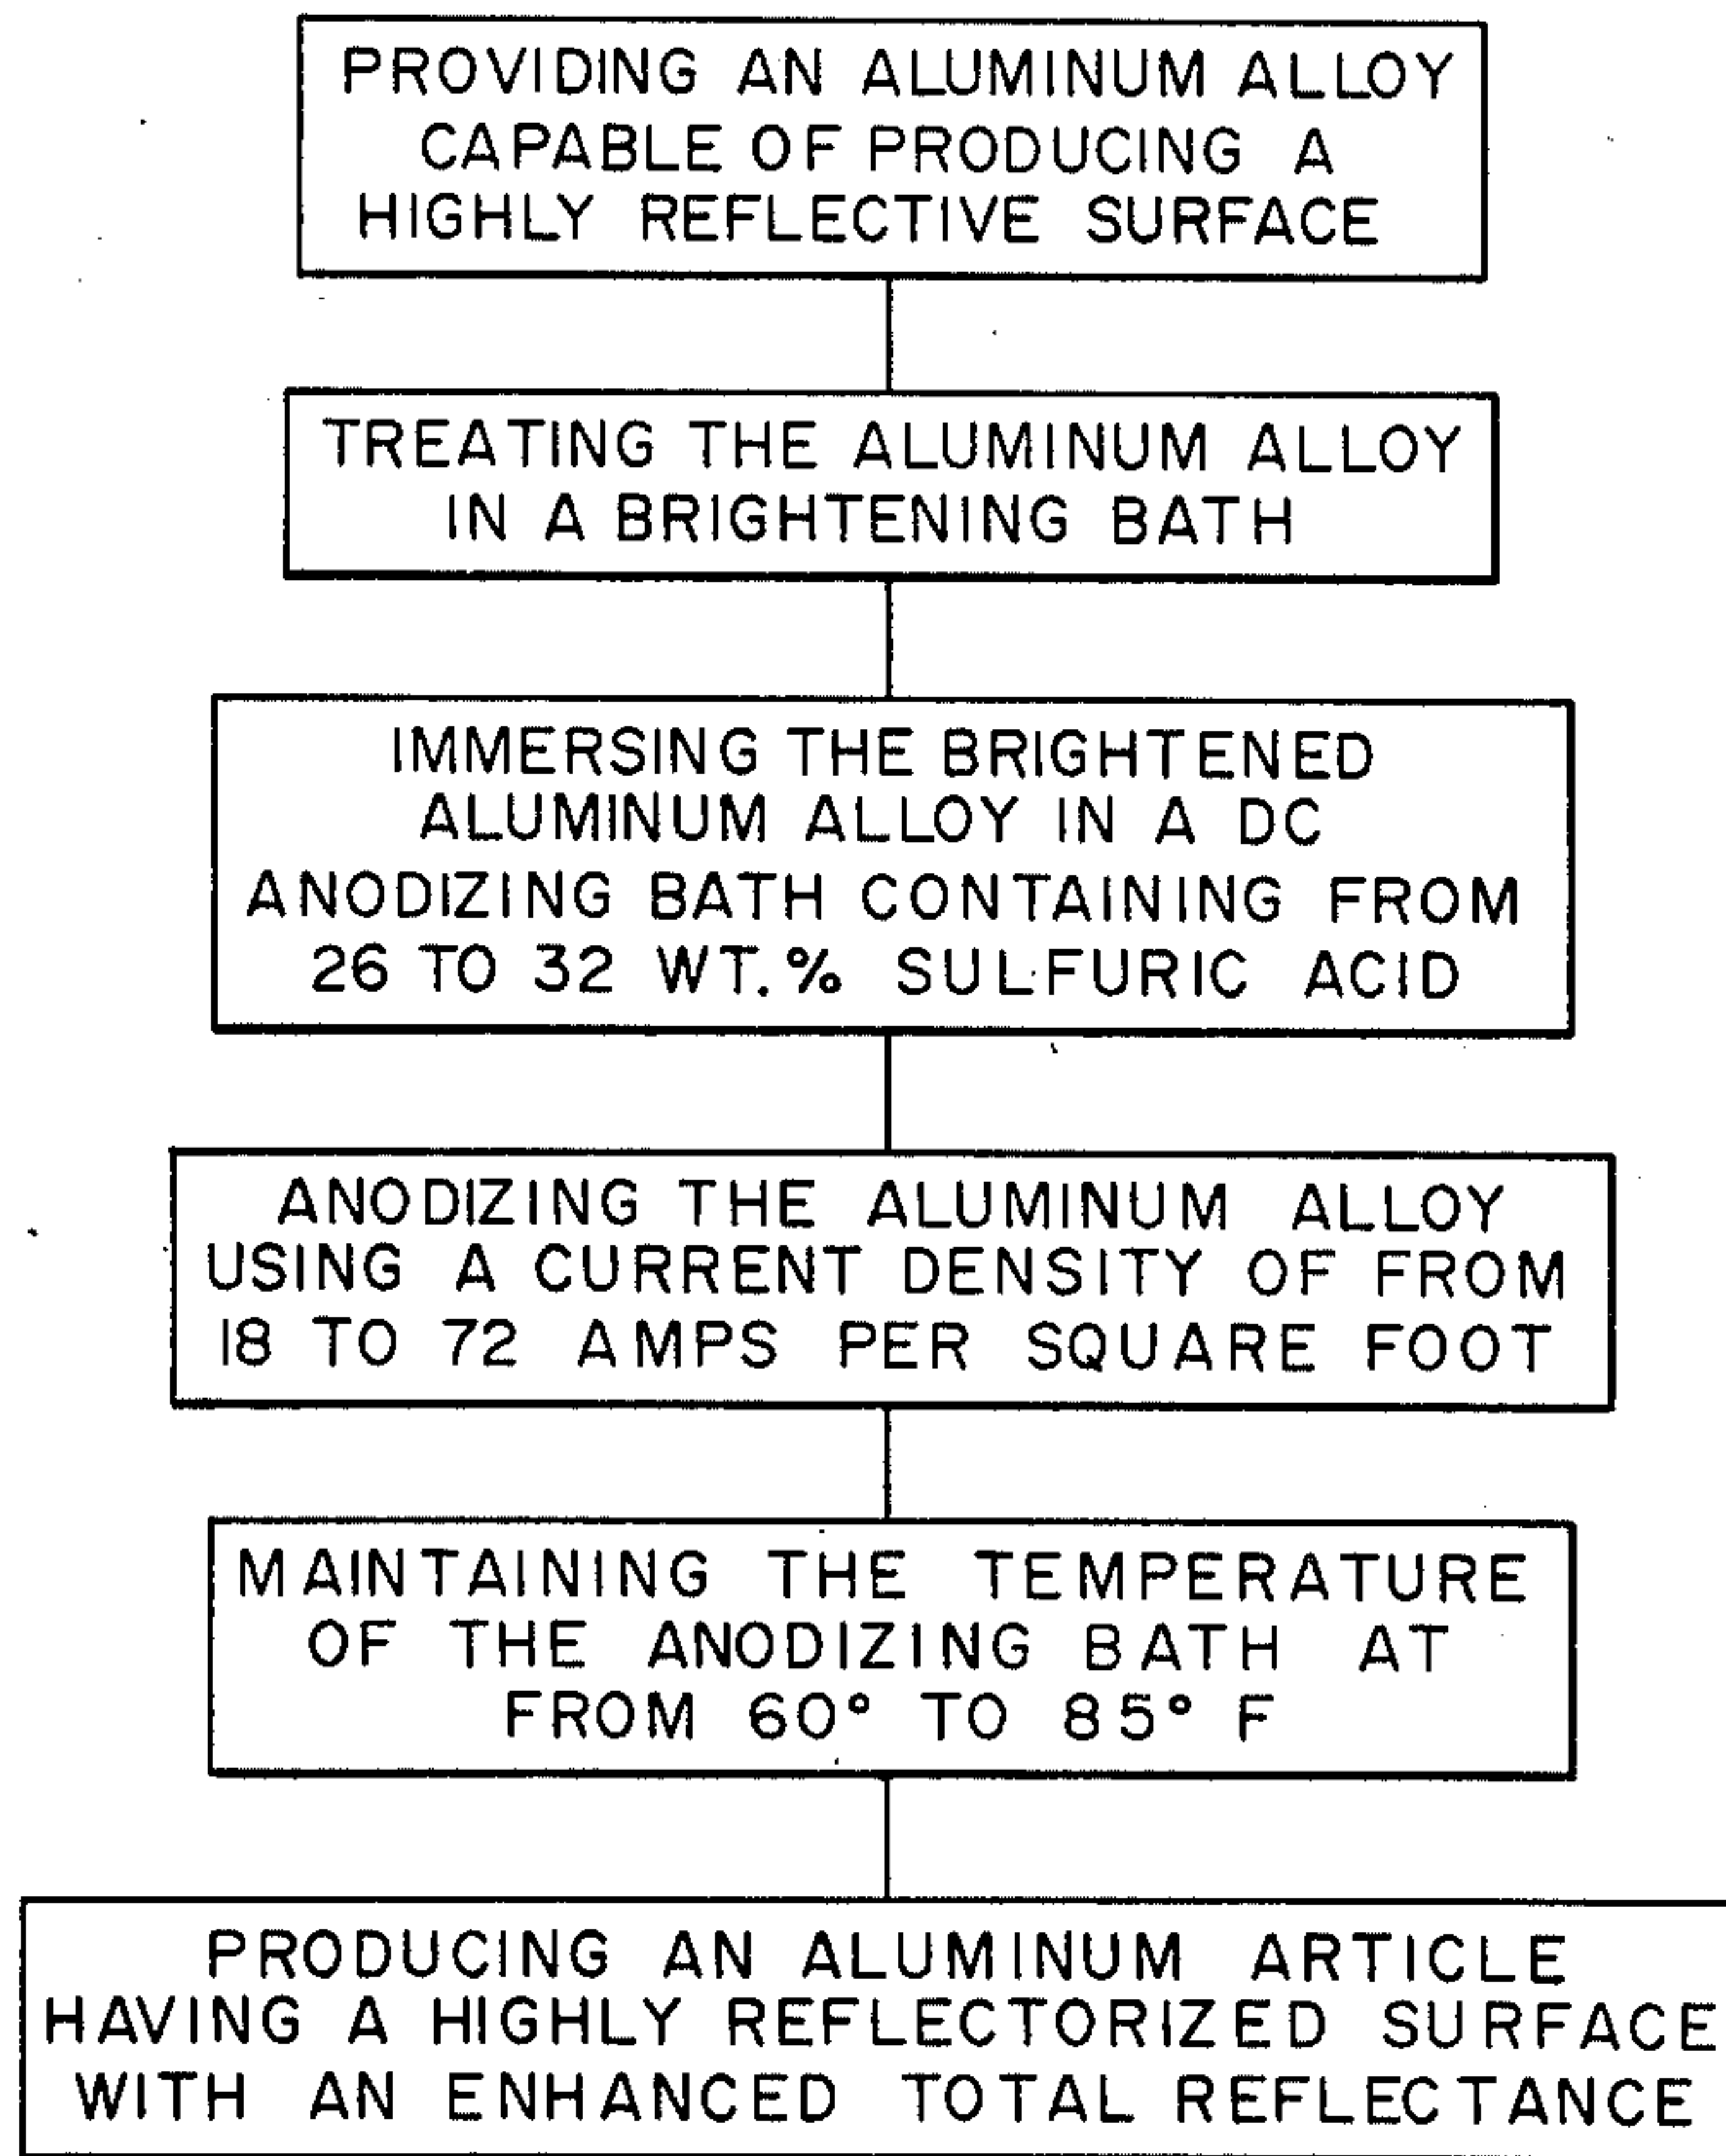 PROVIDING AN ALUMINUM ALLOY
CAPABLE OF PRODUCING A
HIGHLY REFLECTIVE SURFACE
TREATING THE ALUMINUM ALLOY
IN A BRIGHTENING BATH
IMMERSING THE BRIGHTENED
ALUMINUM ALLOY IN A DC
ANODIZING BATH CONTAINING FROM
26 TO 32 WT.% SULFURIC ACID
ANODIZING THE ALUMINUM ALLOY
USING A CURRENT DENSITY OF FROM
18 TO 72 AMPS PER SQUARE FOOT
MAINTAINING THE TEMPERATURE
OF THE ANODIZING BATH AT
FROM 60° TO 85° F
PRODUCING AN ALUMINUM ARTICLE
HAVING A HIGHLY REFLECTORIZED SURFACE
WITH AN ENHANCED TOTAL REFLECTANCE